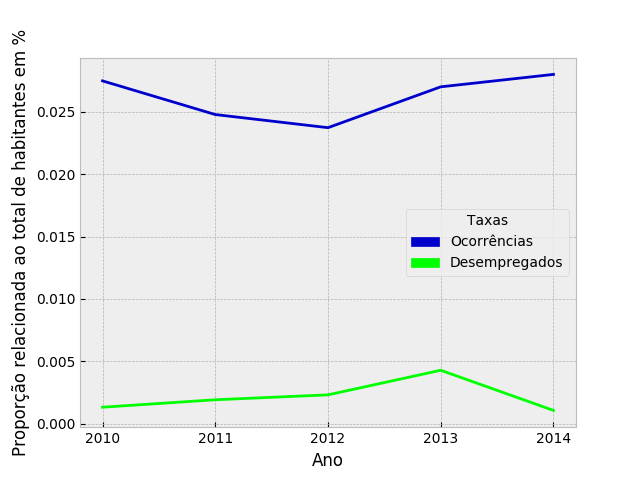 Proporção relacionada ao total de habitantes em %
0.025
0.020
0.015
0.010
0.005
0.000
Taxas
Ocorrências
Desempregados
2010 2011 2012 2013 2014
Ano